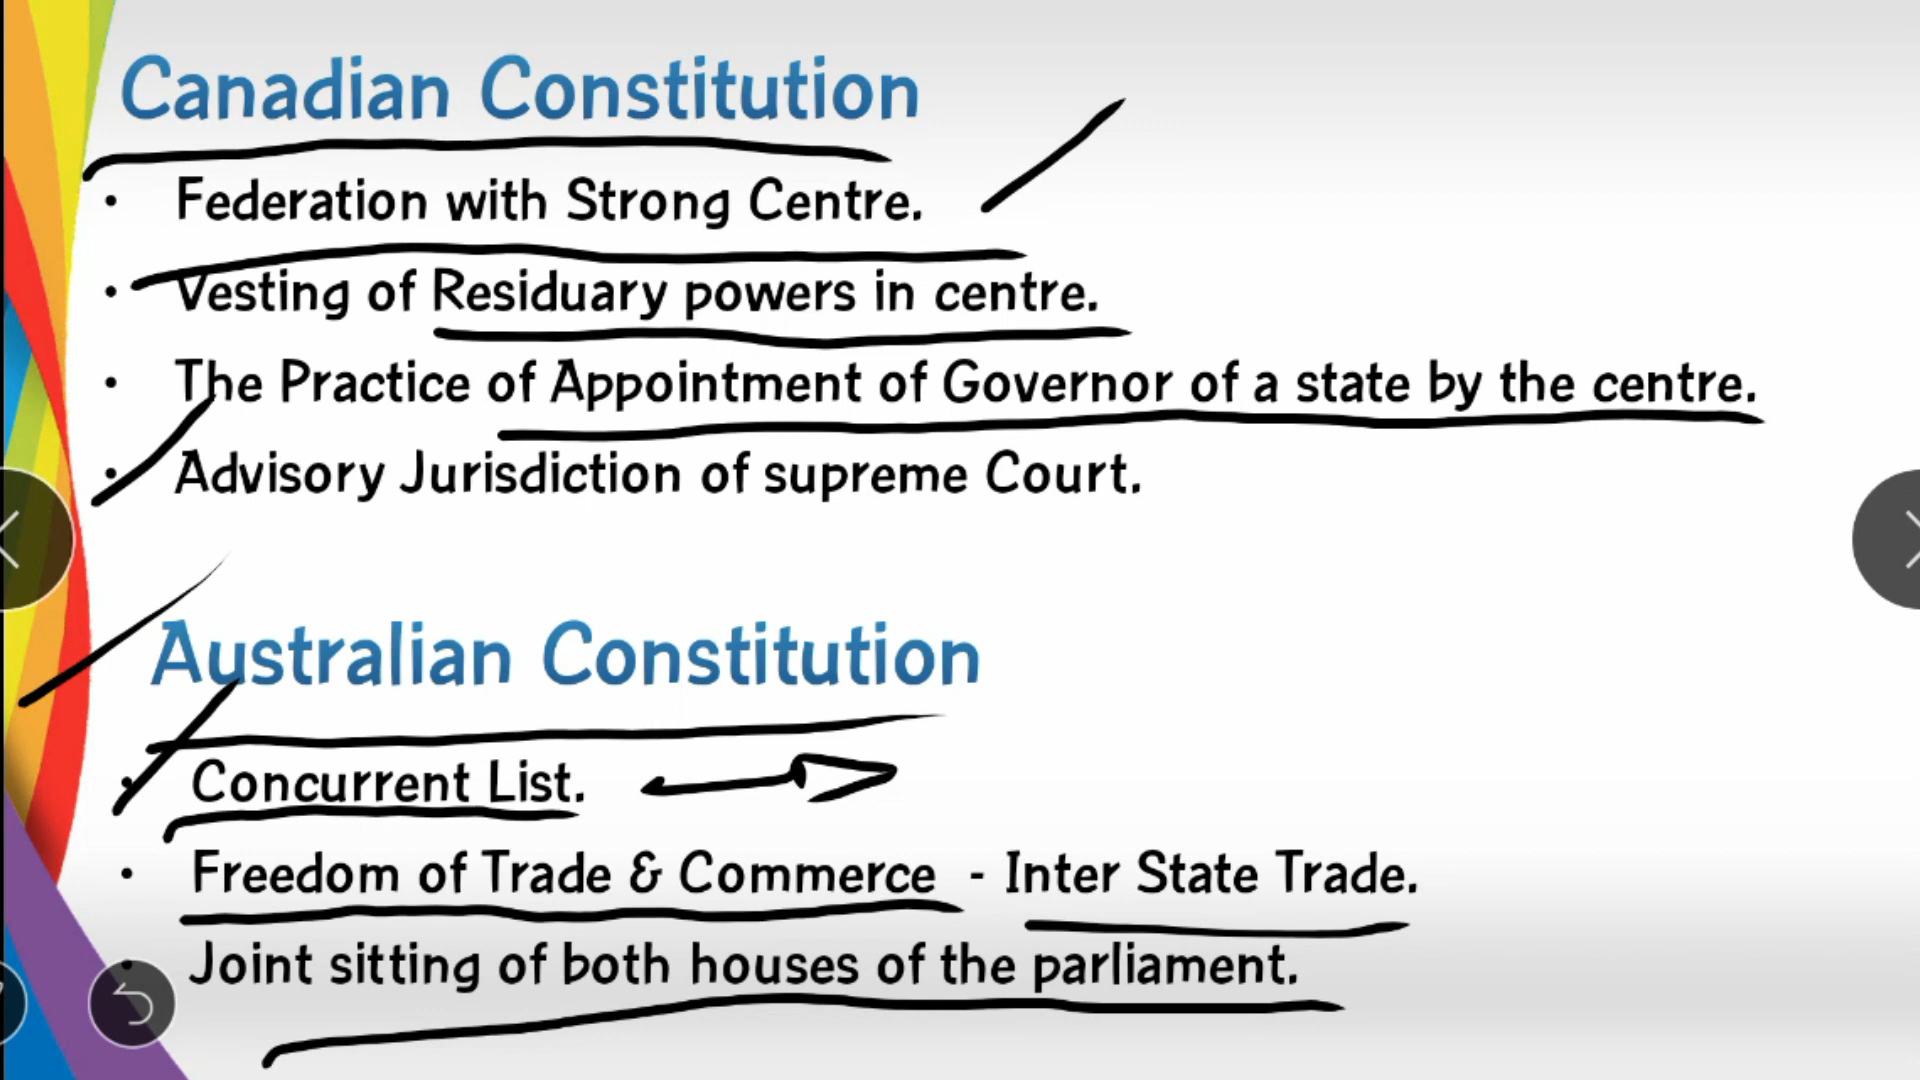 Canadian Constitution
• Federation with Strong Centre.
• Vesting of Residuary powers in centre.
• The Practice of Appointment of Governor of a state by the centre.
• Advisory Jurisdiction of supreme Court.
Australian Constitution
• Concurrent List.
• Freedom of Trade & Commerce - Inter State Trade.
• Joint sitting of both houses of the parliament.